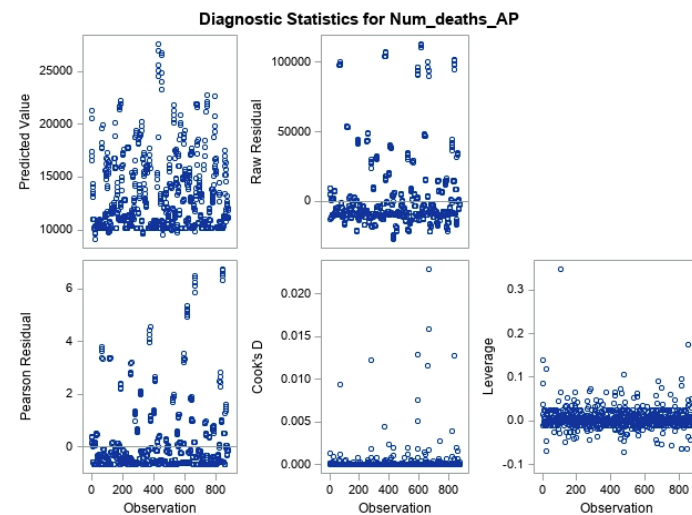 Diagnostic Statistics for Num_deaths_AP
Predicted Value
25000
20000
15000
10000
Raw Residual
100000
50000
0
Pearson Residual
6
4
2
0
0 200 400 600 800
Observation
Cook's D
0.020
0.015
0.010
0.005
0.000
0 200 400 600 800
Observation
Leverage
0.3
0.2
0.1
0.0
-0.1
0 200 400 600 800
Observation